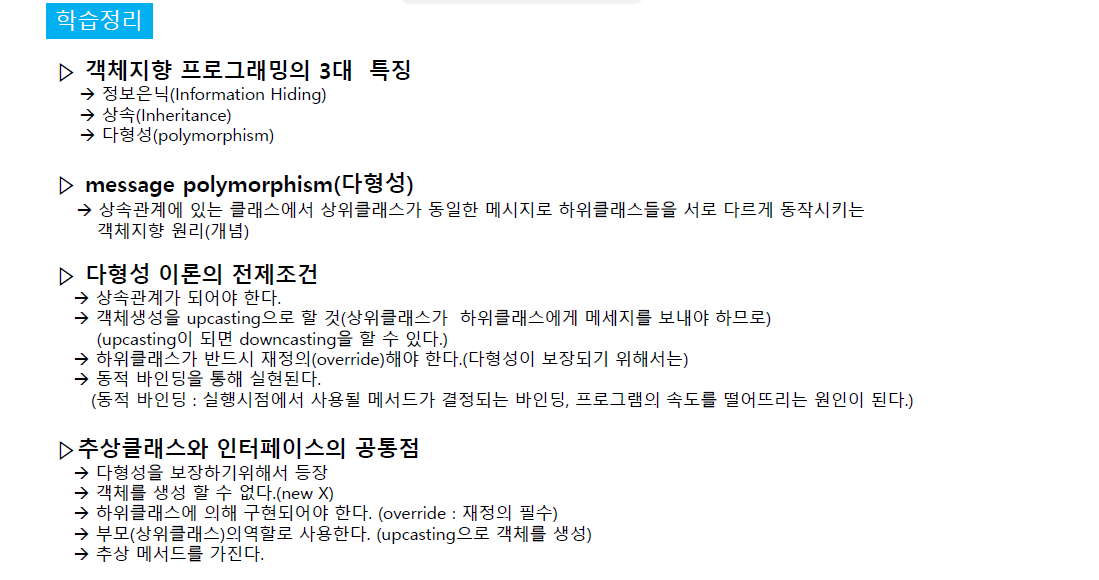 학습정리
▷ 객체지향 프로그래밍의 3대 특징
→ 정보은닉(Information Hiding)
→ 상속(Inheritance)
→ 다형성(polymorphism)
▷ message polymorphism(다형성)
→ 상속관계에 있는 클래스에서 상위클래스가 동일한 메시지로 하위클래스들을 서로 다르게 동작시키는
객체지향 원리(개념)
▷ 다형성 이론의 전제조건
→ 상속관계가 되어야 한다.
→ 객체생성을 upcasting으로 할 것(상위클래스가 하위클래스에게 메세지를 보내야 하므로)
(upcasting이 되면 downcasting을 할 수 있다.)
→ 하위클래스가 반드시 재정의(override)해야 한다.(다형성이 보장되기 위해서는)
→ 동적 바인딩을 통해 실현된다.
(동적 바인딩 : 실행시점에서 사용될 메서드가 결정되는 바인딩, 프로그램의 속도를 떨어뜨리는 원인이 된다.)
▷추상클래스와 인터페이스의 공통점
→ 다형성을 보장하기위해서 등장
→ 객체를 생성 할 수 없다.(new X)
→ 하위클래스에 의해 구현되어야 한다. (override : 재정의 필수)
→ 부모(상위클래스)의역할로 사용한다. (upcasting으로 객체를 생성)
→ 추상 메서드를 가진다.